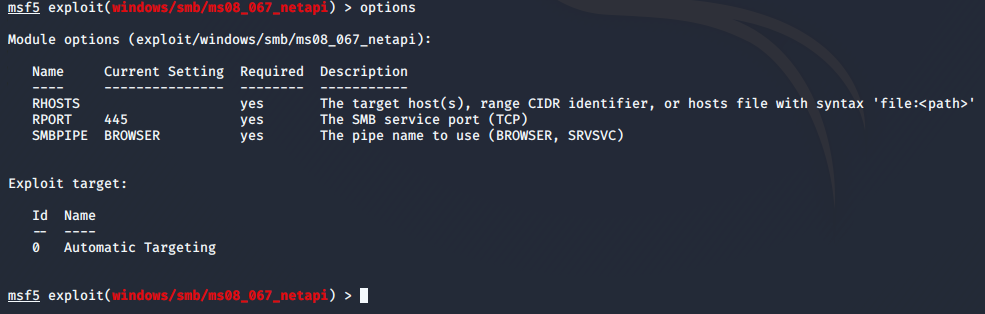 msf5 exploit(windows/smb/ms08_067_netapi) > options
Module options (exploit/windows/smb/ms08_067_netapi):
Name     Current Setting  Required  Description
----     ---------------  --------  -----------
RHOSTS                    yes       The target host(s), range CIDR identifier, or hosts file with syntax 'file:<path>'
RPORT    445              yes       The SMB service port (TCP)
SMBPIPE  BROWSER          yes       The pipe name to use (BROWSER, SRVSVC)
Exploit target:
Id  Name
--  ----
0   Automatic Targeting
msf5 exploit(windows/smb/ms08_067_netapi) >